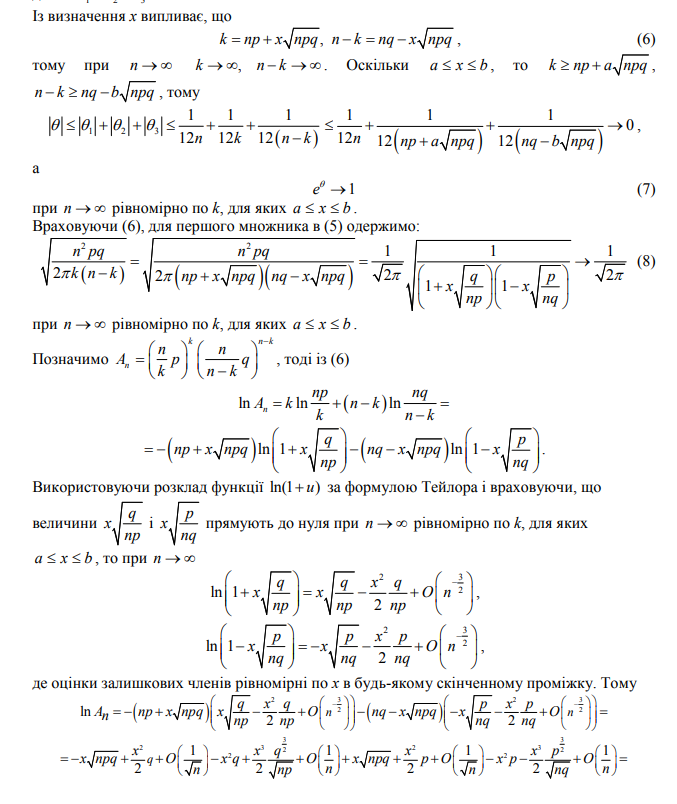 Із визначення x випливає, що
k = np + x√(npq), n − k = nq − x√(npq), (6)
тому при n → ∞ k → ∞, n − k → ∞. Оскільки a ≤ x ≤ b, то k ≥ np + a√(npq),
n − k ≥ nq − b√(npq), тому
|θ| ≤ |θ₁| + |θ₂| + |θ₃| ≤ 1/(12n) + 1/(12k) + 1/(12(n − k)) ≤ 1/(12n) + 1/(12(np + a√(npq))) + 1/(12(nq − b√(npq))) → 0,
а
e^θ → 1 (7)
при n → ∞ рівномірно по k, для яких a ≤ x ≤ b.
Враховуючи (6), для першого множника в (5) одержимо:
√(n²pq/(2πk(n − k))) = √(n²pq/(2π(np + x√(npq))(nq − x√(npq)))) = 1/√(2π) √(1/((1 + x√(q/(np)))(1 − x√(p/(nq))))) → 1/√(2π) (8)
при n → ∞ рівномірно по k, для яких a ≤ x ≤ b.
Позначимо Aₙ = (n/k p)^k (n/(n − k) q)^(n−k), тоді із (6)
ln Aₙ = k ln np/k + (n − k) ln nq/(n − k) =
= −(np + x√(npq)) ln(1 + x√(q/(np))) − (nq − x√(npq)) ln(1 − x√(p/(nq))).
Використовуючи розклад функції ln(1 + u) за формулою Тейлора і враховуючи, що
величини x√(q/(np)) і x√(p/(nq)) прямують до нуля при n → ∞ рівномірно по k, для яких
a ≤ x ≤ b, то при n → ∞
ln(1 + x√(q/(np))) = x√(q/(np)) − x²/2 q/(np) + O(n^(−3/2)),
ln(1 − x√(p/(nq))) = −x√(p/(nq)) − x²/2 p/(nq) + O(n^(−3/2)),
де оцінки залишкових членів рівномірні по x в будь-якому скінченному проміжку. Тому
ln Aₙ = −(np + x√(npq))(x√(q/(np)) − x²/2 q/(np) + O(n^(−3/2))) − (nq − x√(npq))(−x√(p/(nq)) − x²/2 p/(nq) + O(n^(−3/2))) =
= −x√(npq) + x²/2 q + O(1/√n) − x²q + x³/2 q^(3/2)/√(np) + O(1/n) + x√(npq) + x²/2 p + O(1/√n) − x²p − x³/2 p^(3/2)/√(nq) + O(1/n) =